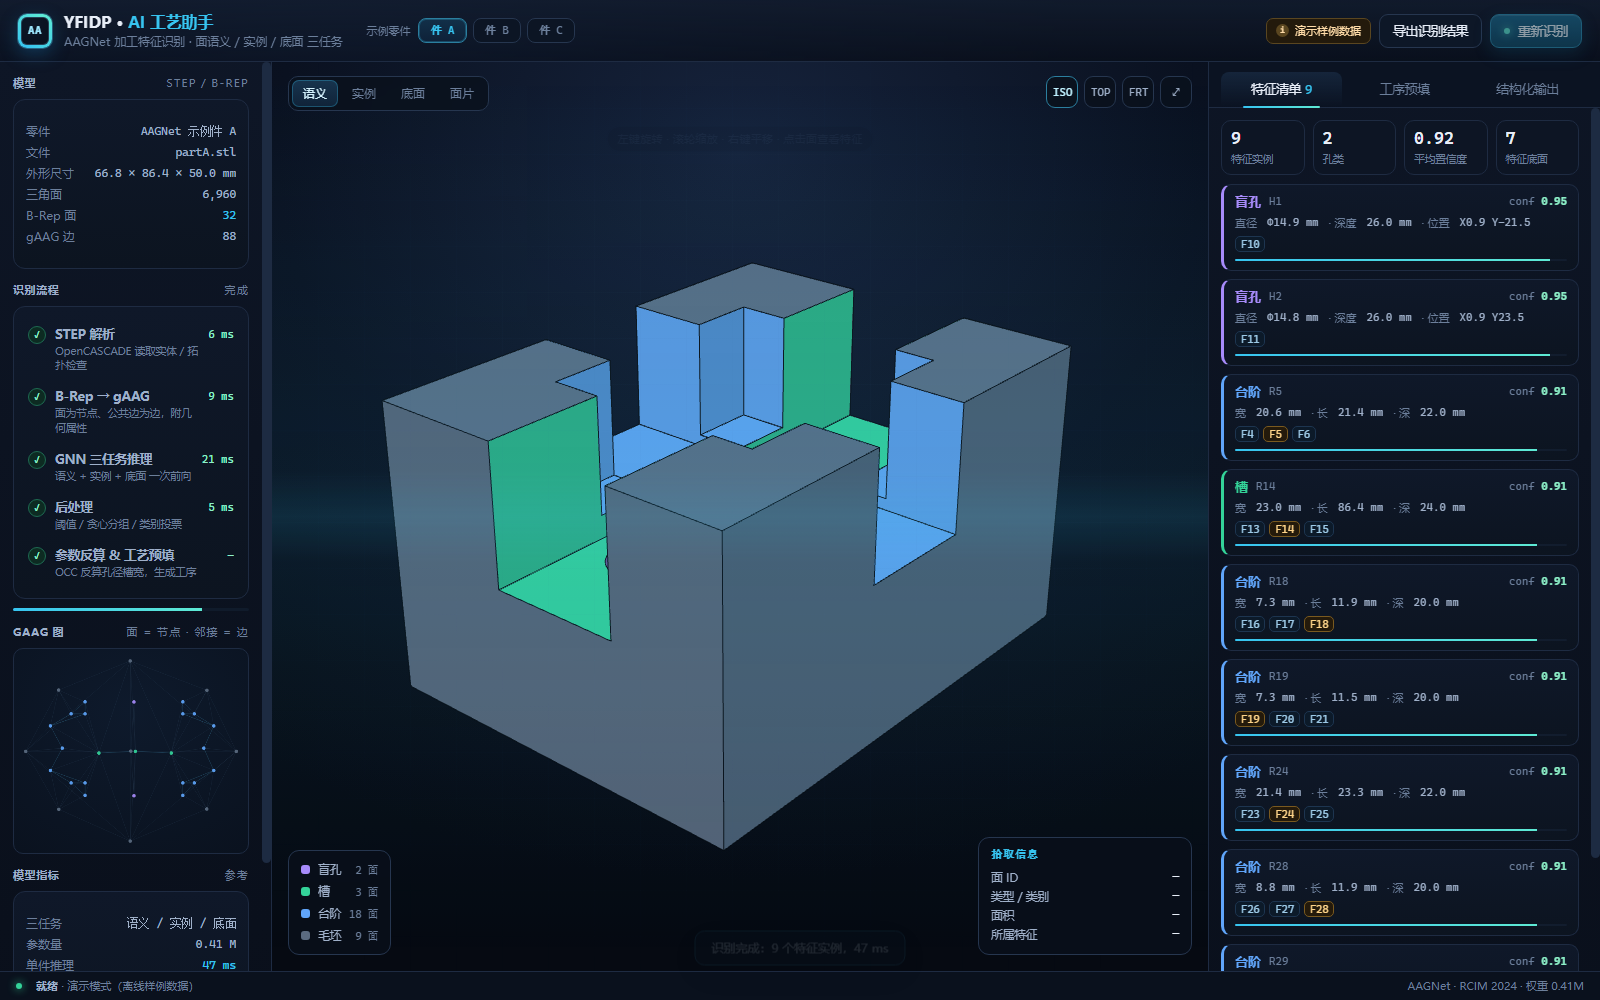 AA
YFIDP • AI 工艺助手
AAGNet 加工特征识别 · 面语义 / 实例 / 底面 三任务
示例零件
件 A
件 B
件 C
i 演示样例数据
导出识别结果
重新识别
模型
STEP / B-REP
零件 AAGNet 示例件 A
文件 partA.stl
外形尺寸 66.8 × 86.4 × 50.0 mm
三角面 6,960
B-Rep 面 32
gAAG 边 88
识别流程 完成
STEP 解析 6 ms
OpenCASCADE 读取实体 / 拓
扑检查
B-Rep → gAAG 9 ms
面为节点、公共边为边，附几
何属性
GNN 三任务推理 21 ms
语义 + 实例 + 底面 一次前向
后处理 5 ms
阈值 / 贪心分组 / 类别投票
参数反算 & 工艺预填 —
OCC 反算孔径槽宽，生成工序
GAAG 图 面 = 节点 · 邻接 = 边
模型指标 参考
三任务 语义 / 实例 / 底面
参数量 0.41 M
单件推理 47 ms
语义
实例
底面
面片
ISO
TOP
FRT
盲孔 2 面
槽 3 面
台阶 18 面
毛坯 9 面
识别完成：9 个特征实例，47 ms
拾取信息
面 ID —
类型 / 类别 —
面积 —
所属特征 —
特征清单 9
工序预填
结构化输出
9
特征实例
2
孔类
0.92
平均置信度
7
特征底面
盲孔 H1 conf 0.95
直径 Φ14.9 mm · 深度 26.0 mm · 位置 X0.9 Y−21.5
F10
盲孔 H2 conf 0.95
直径 Φ14.8 mm · 深度 26.0 mm · 位置 X0.9 Y23.5
F11
台阶 R5 conf 0.91
宽 20.6 mm · 长 21.4 mm · 深 22.0 mm
F4 F5 F6
槽 R14 conf 0.91
宽 23.0 mm · 长 86.4 mm · 深 24.0 mm
F13 F14 F15
台阶 R18 conf 0.91
宽 7.3 mm · 长 11.9 mm · 深 20.0 mm
F16 F17 F18
台阶 R19 conf 0.91
宽 7.3 mm · 长 11.5 mm · 深 20.0 mm
F19 F20 F21
台阶 R24 conf 0.91
宽 21.4 mm · 长 23.3 mm · 深 22.0 mm
F23 F24 F25
台阶 R28 conf 0.91
宽 8.8 mm · 长 11.9 mm · 深 20.0 mm
F26 F27 F28
台阶 R29 conf 0.91
就绪 · 演示模式（离线样例数据）
AAGNet · RCIM 2024 · 权重 0.41M